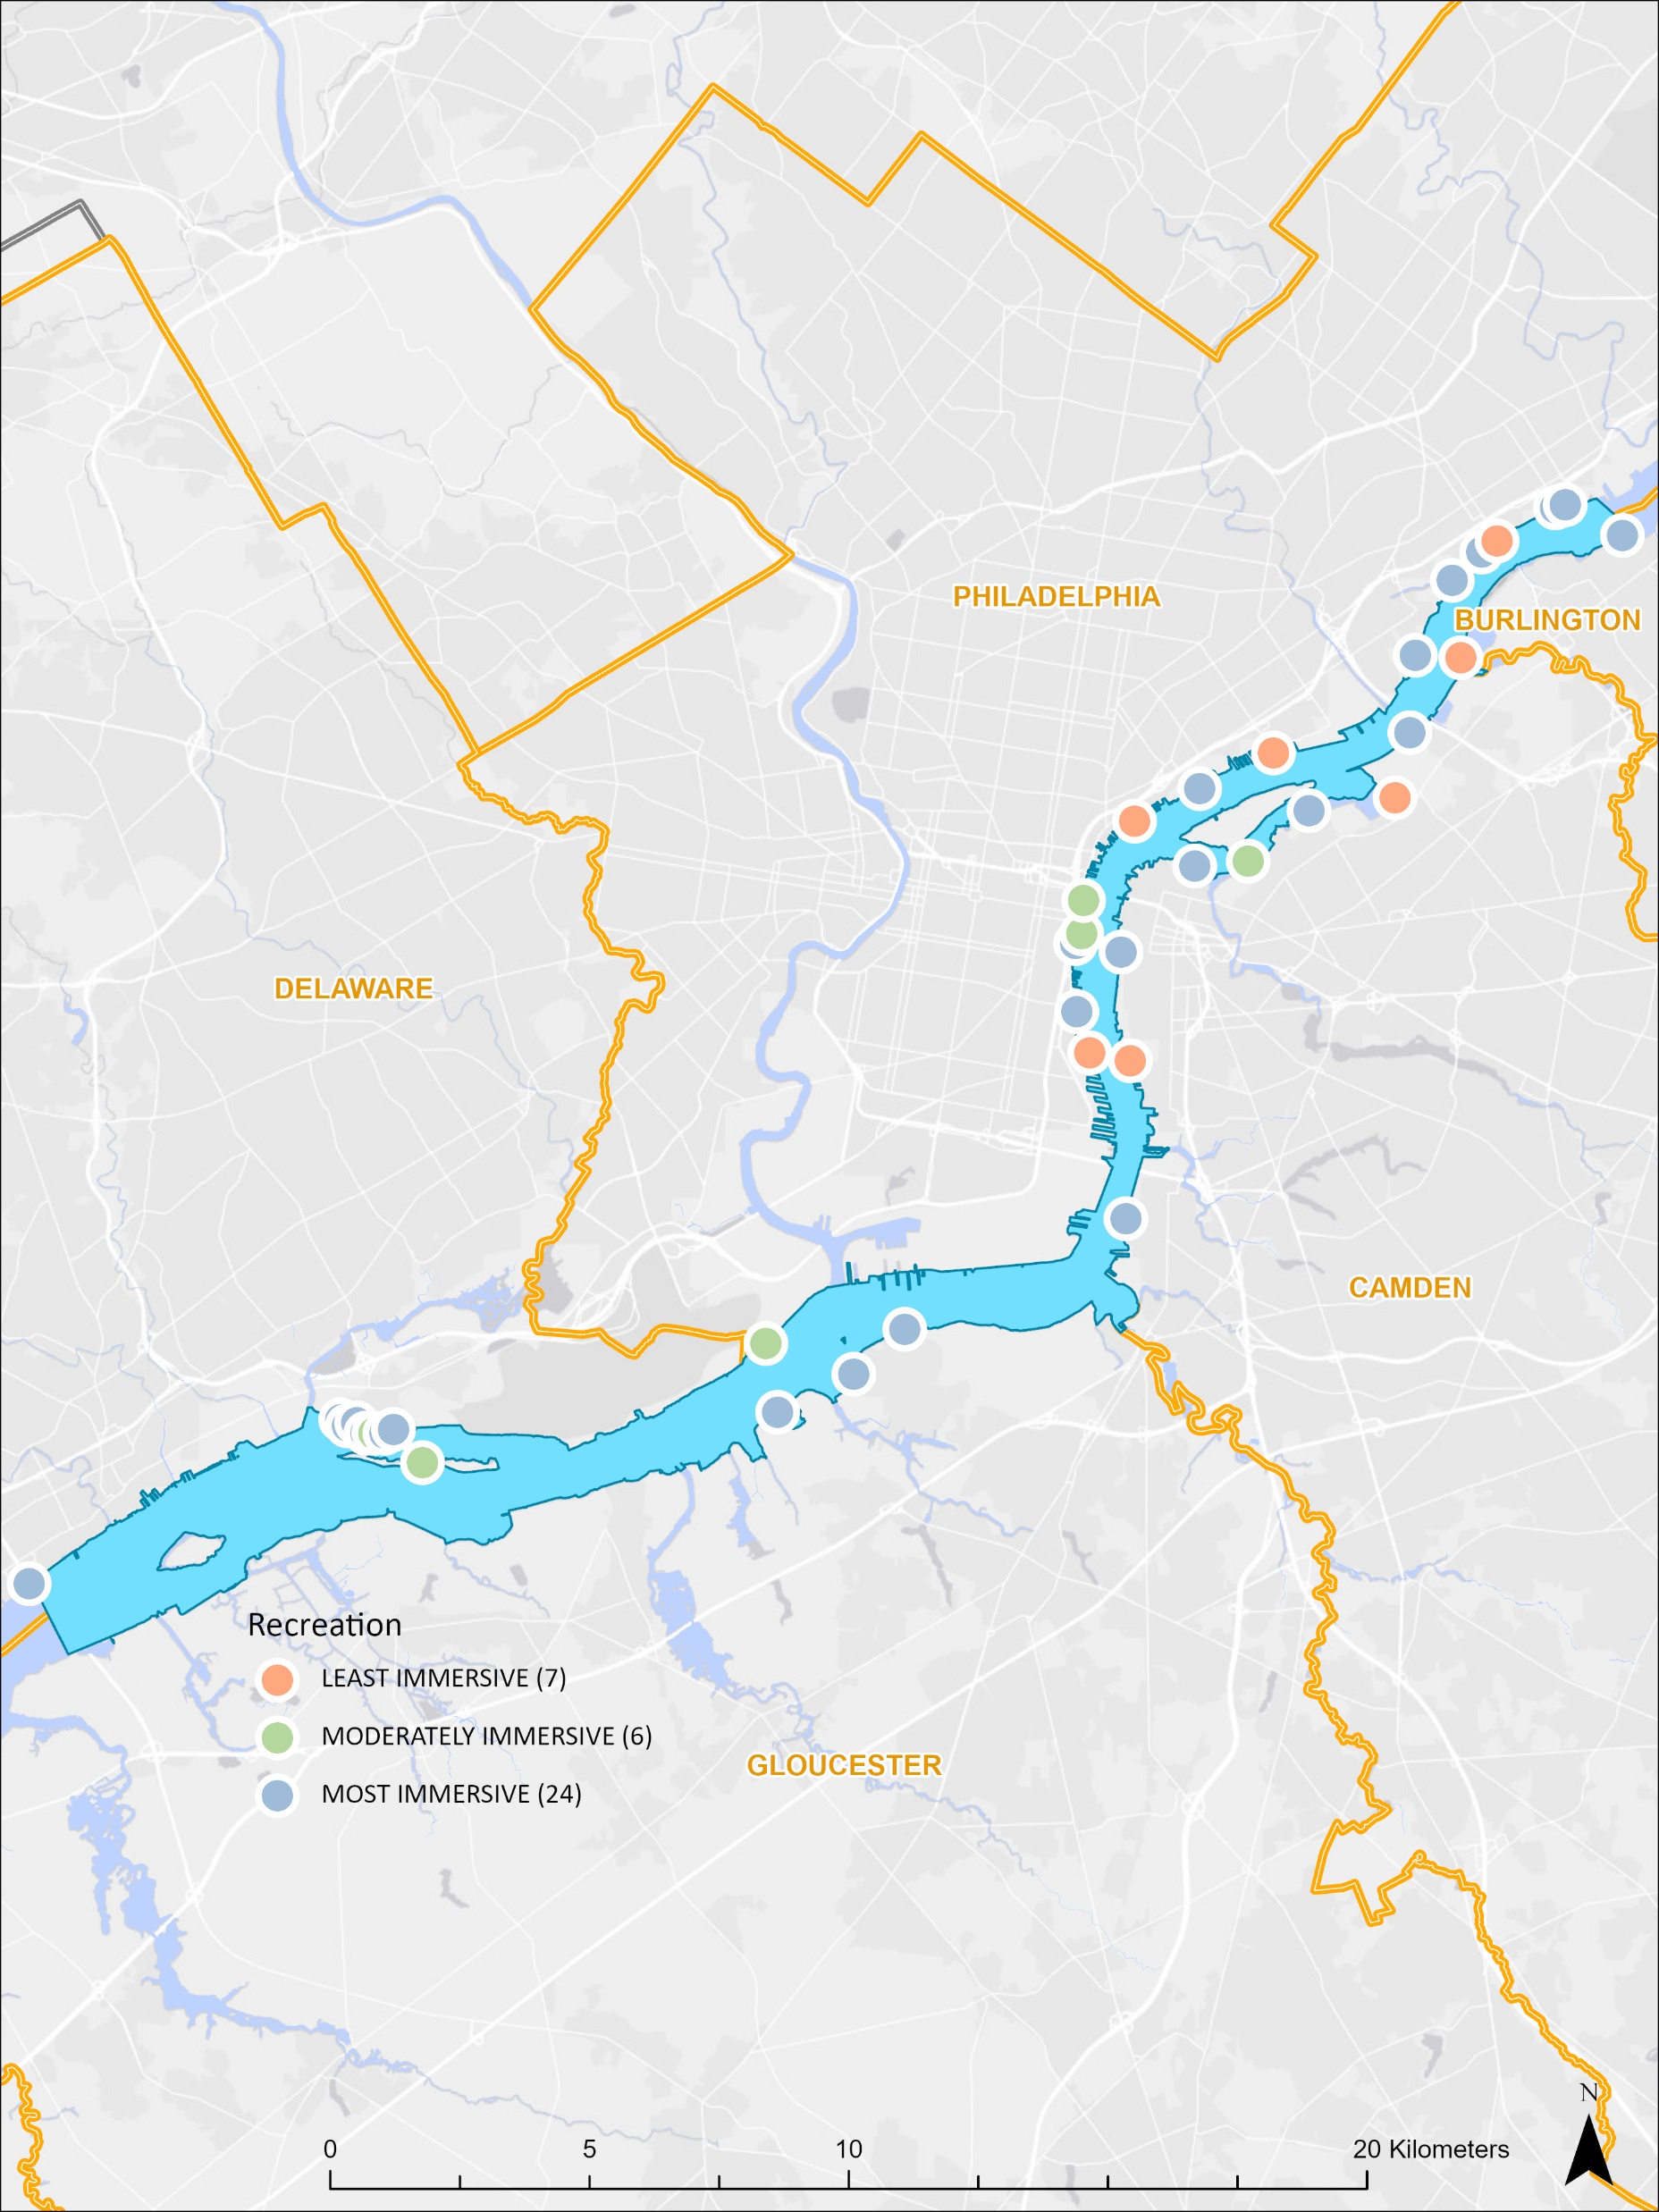 PHILADELPHIA
BURLINGTON
DELAWARE
CAMDEN
Recreation
LEAST IMMERSIVE (7)
MODERATELY IMMERSIVE (6)
GLOUCESTER
MOST IMMERSIVE (24)
N
0 5 10 20 Kilometers